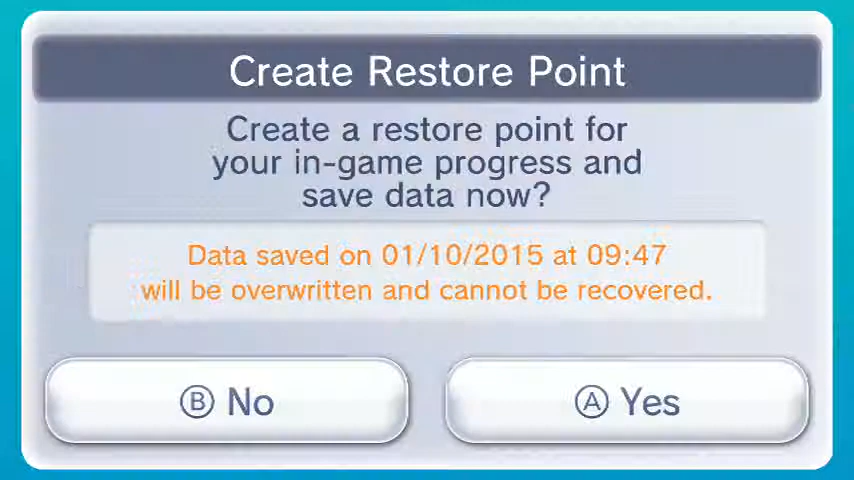 Create Restore Point
Create a restore point for
your in-game progress and
save data now?
Data saved on 01/10/2015 at 09:47
will be overwritten and cannot be recovered.
Ⓑ No
Ⓐ Yes